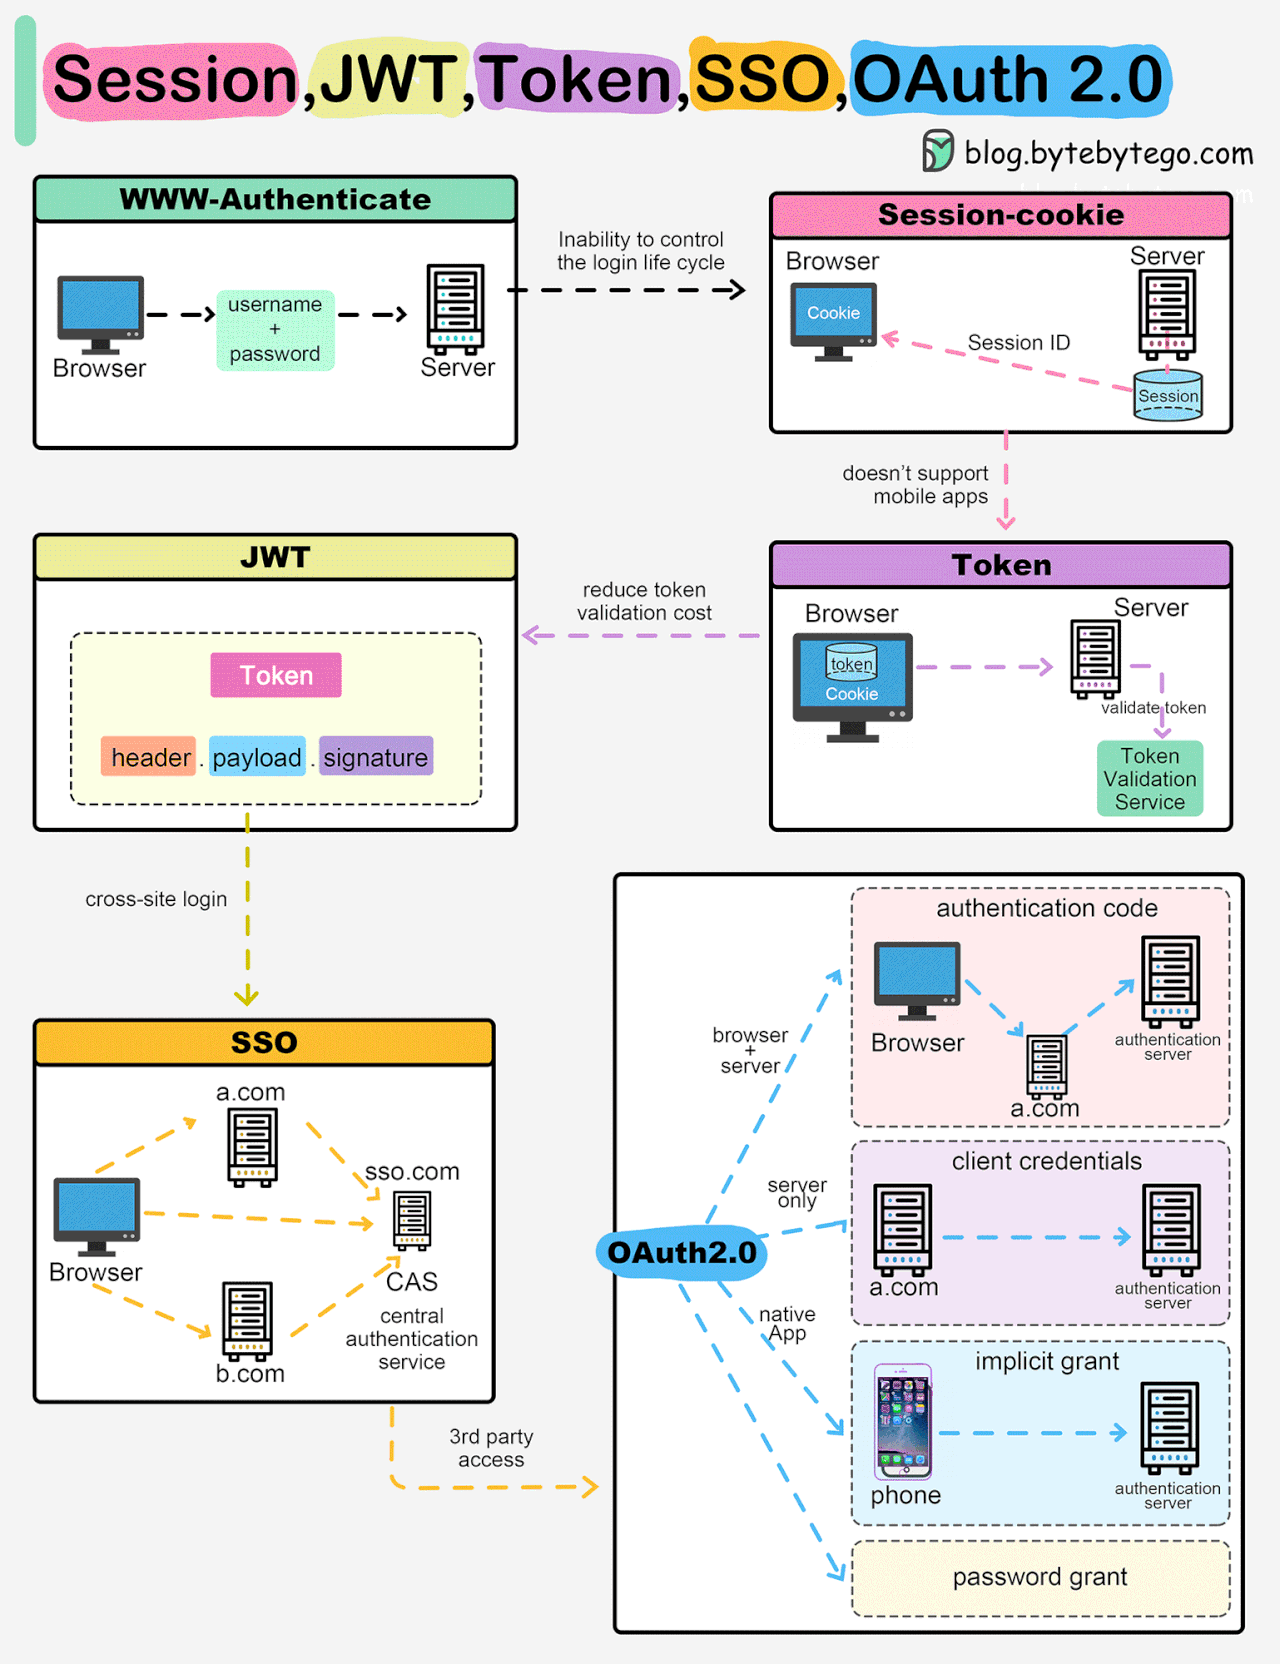 Session,JWT,Token,SSO,OAuth 2.0
blog.bytebytego.com
WWW-Authenticate
Browser
username
+
password
Server
Inability to control
the login life cycle
Session-cookie
Browser
Server
Cookie
Session ID
Session
doesn't support
mobile apps
Token
Browser
Server
token
Cookie
validate token
Token
Validation
Service
reduce token
validation cost
JWT
Token
header . payload . signature
cross-site login
SSO
a.com
sso.com
Browser
CAS
central
authentication
service
b.com
3rd party
access
OAuth2.0
browser
+
server
authentication code
Browser
a.com
authentication
server
server
only
client credentials
a.com
authentication
server
native
App
implicit grant
phone
authentication
server
password grant